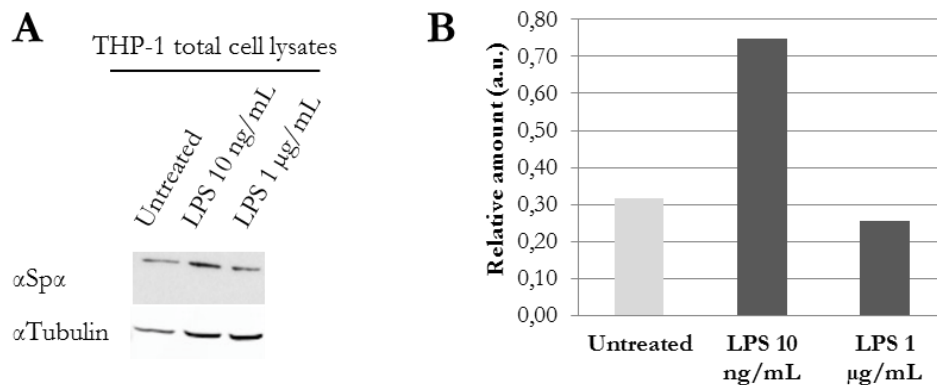 A
THP-1 total cell lysates
Untreated
LPS 10 ng/mL
LPS 1 µg/mL
αSpα
αTubulin
B
Relative amount (a.u.)
0,80
0,70
0,60
0,50
0,40
0,30
0,20
0,10
0,00
Untreated
LPS 10
ng/mL
LPS 1
µg/mL